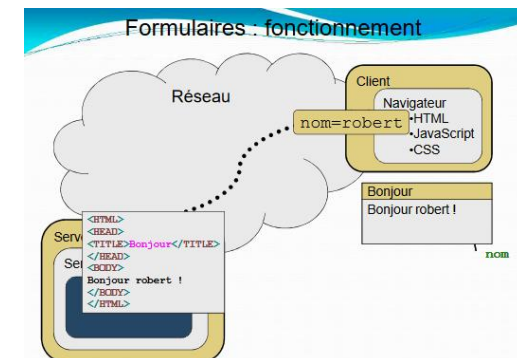 Formulaires : fonctionnement
Réseau
Client
Navigateur
•HTML
•JavaScript
•CSS
nom=robert
Bonjour
Bonjour robert !
nom
<HTML>
<HEAD>
<TITLE>Bonjour</TITLE>
</HEAD>
<BODY>
Bonjour robert !
</BODY>
</HTML>